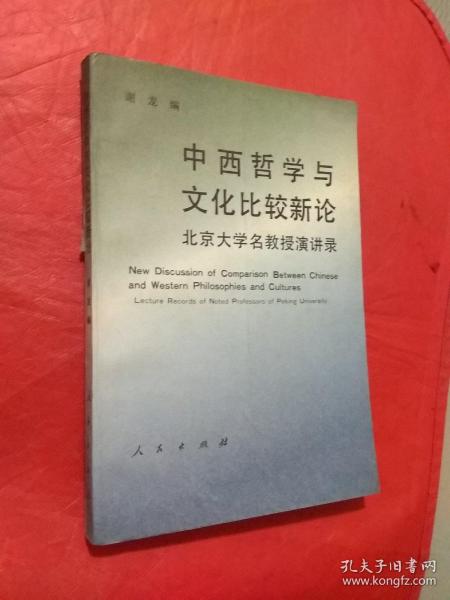 谢龙编
中西哲学与
文化比较新论
北京大学名教授演讲录
New Discussion of Comparison Between Chinese
and Western Philosophies and Cultures
Lecture Records of Noted Professors of Peking University
人民出版社
孔夫子旧书网
www.kongfz.com